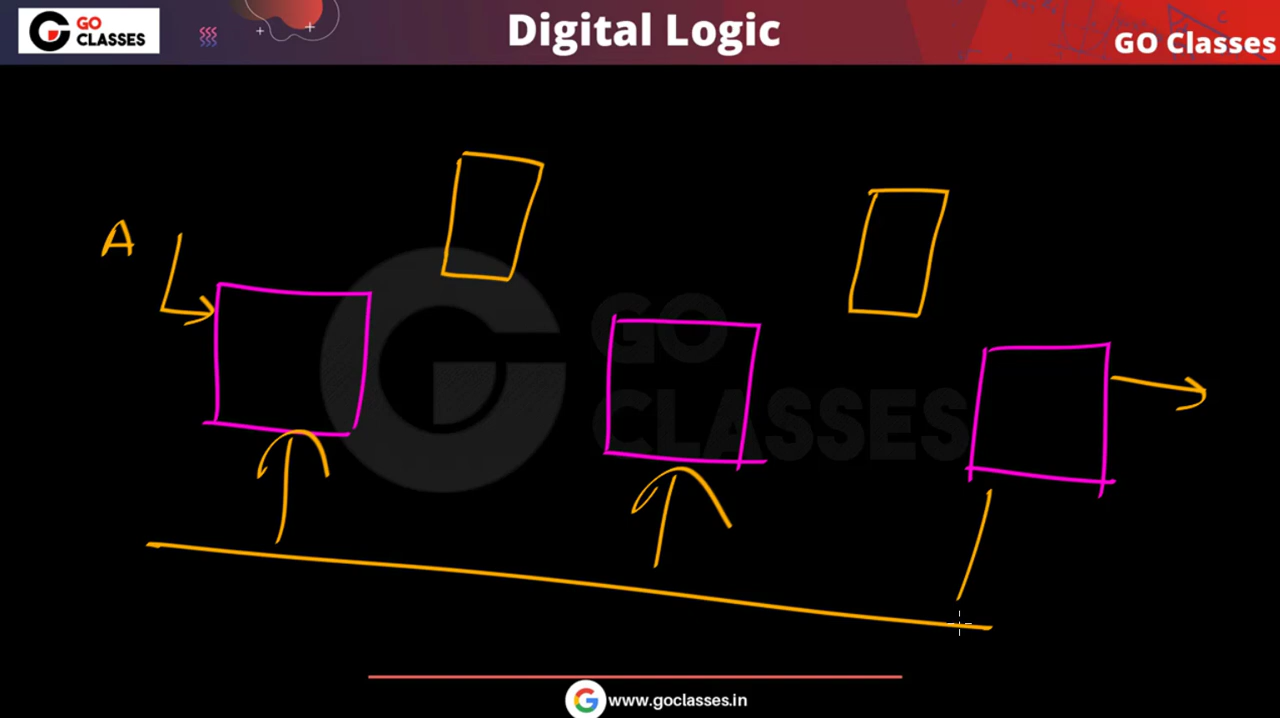 GO
CLASSES
Digital Logic
GO Classes
A
GO
CLASSES
www.goclasses.in